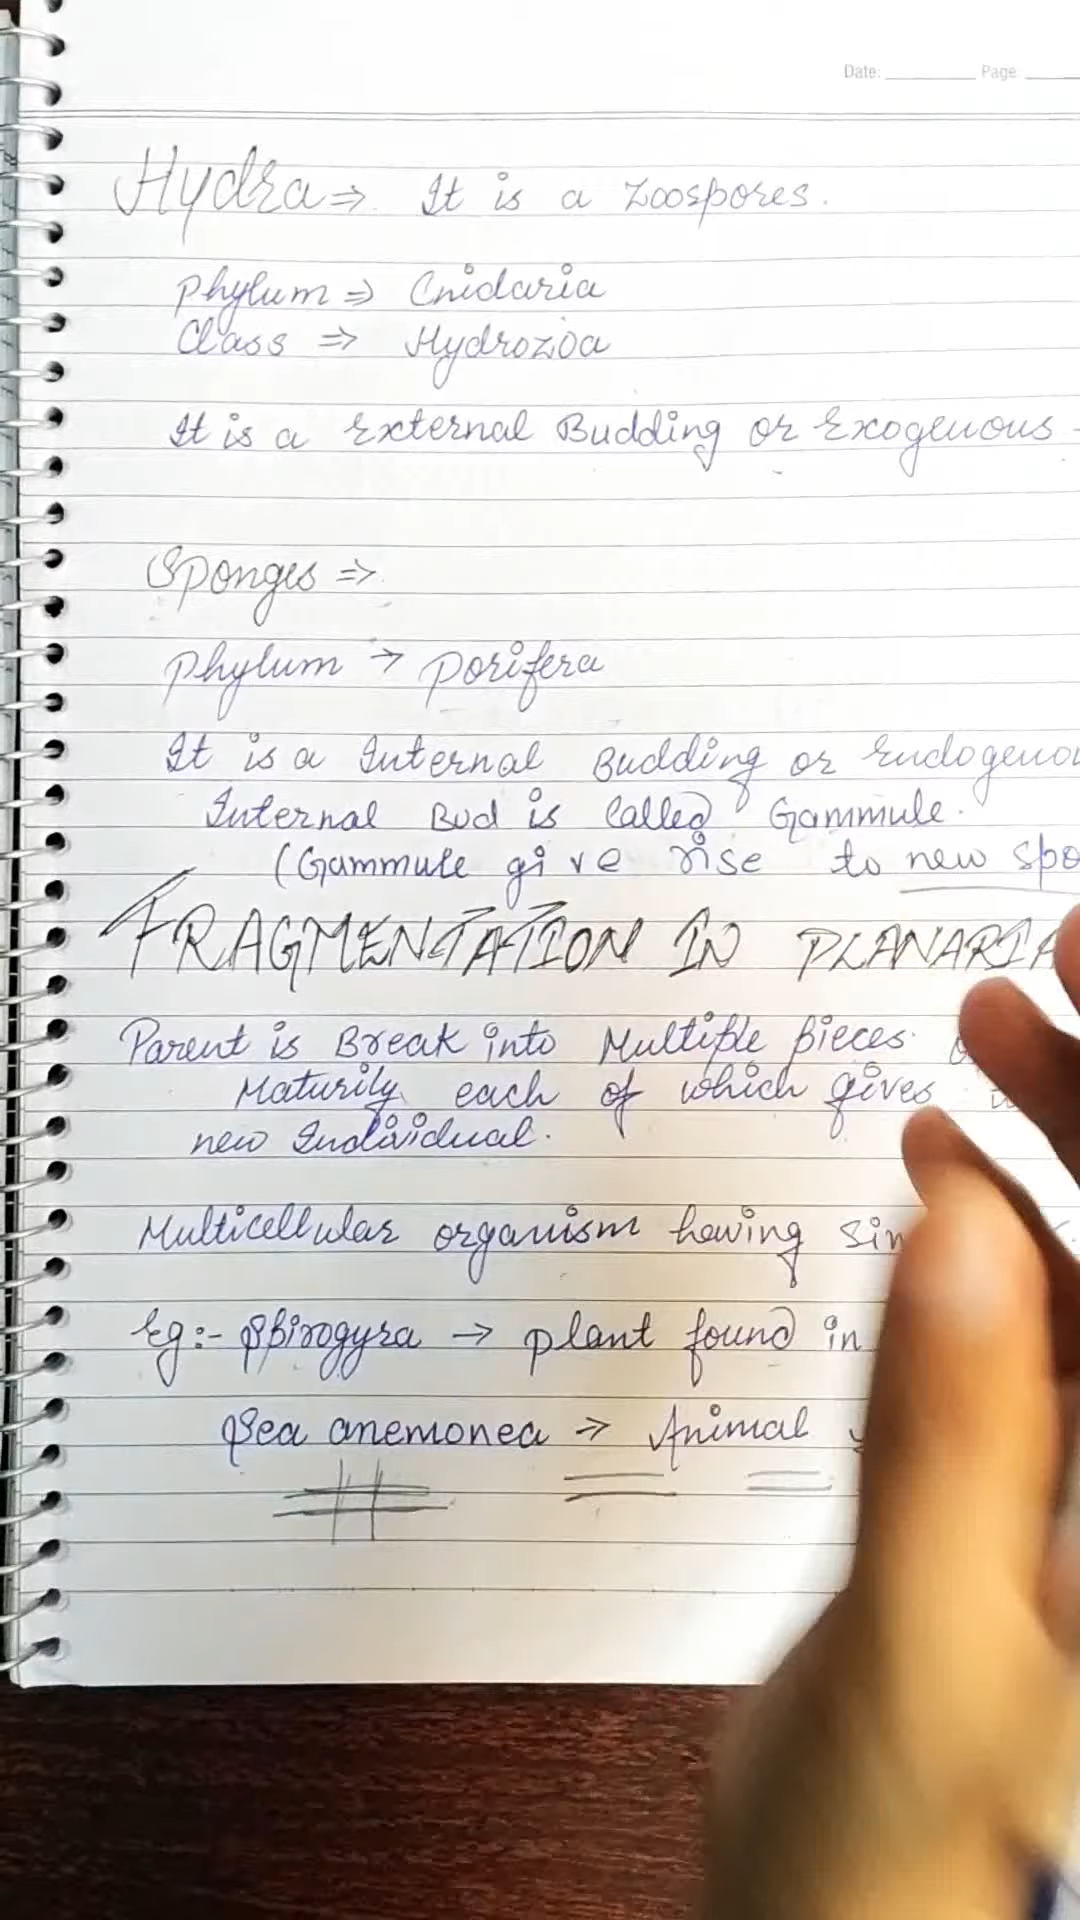 Date: Page:
Hydra ⇒ It is a Zoospores.
Phylum ⇒ Cnidaria
Class ⇒ Hydrozoa
It is a External Budding or Exogenous
Sponges ⇒
Phylum → Porifera
It is a Internal Budding or
Internal Bud is Called Gammule.
(Gammule give rise to new
FRAGMENTATION IN PLANARIA
Parent is Break into Multiple pieces
Maturily each of which gives
new Individual.
Multicellular organism having
Eg:- Spirogyra → plant found in
Sea anemonea ⇒ Animal